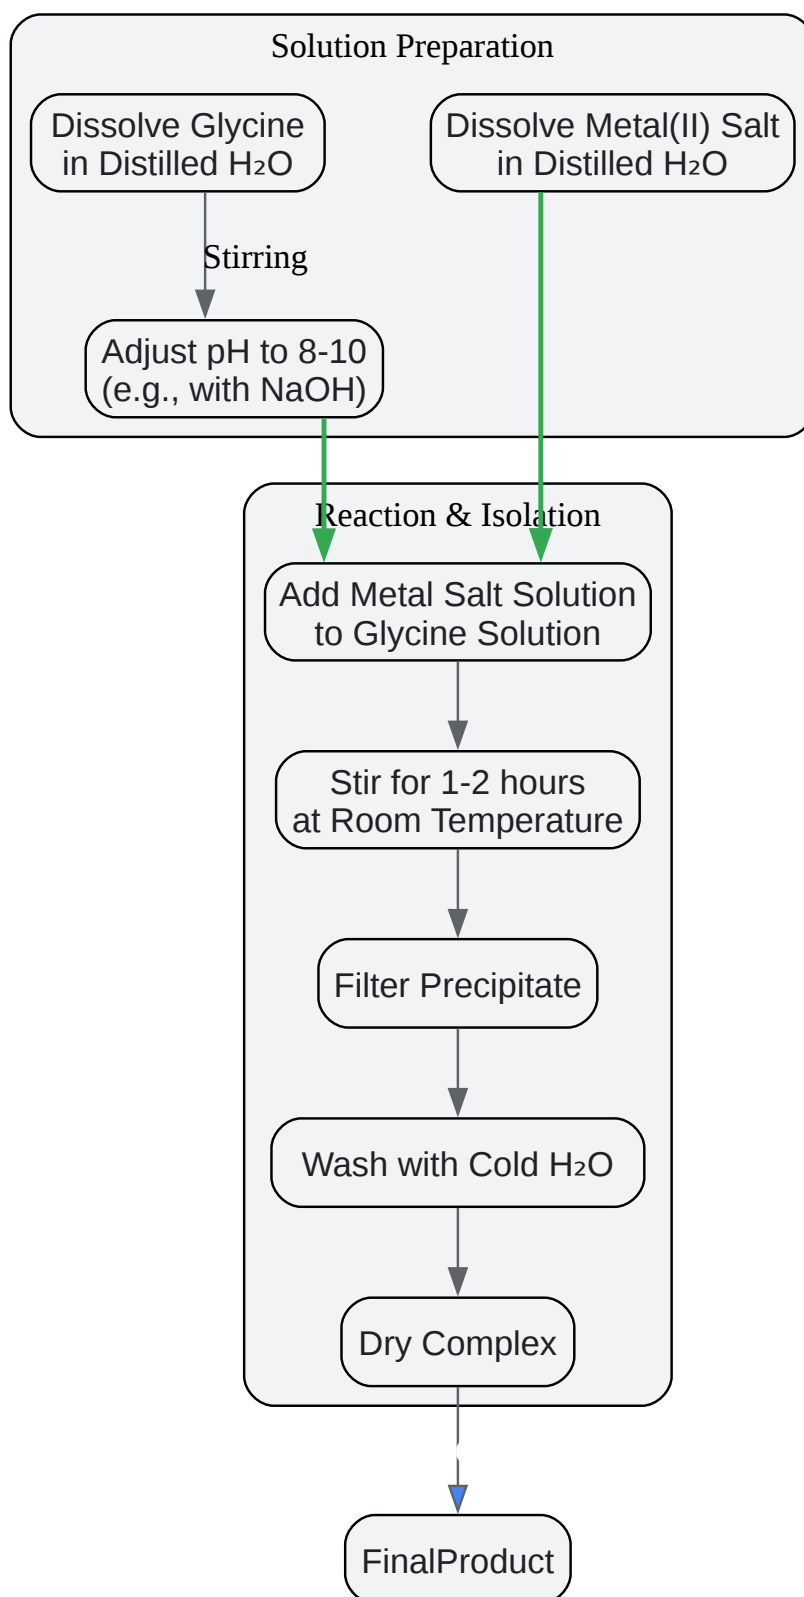 Solution Preparation
Dissolve Glycine
in Distilled H₂O
Dissolve Metal(II) Salt
in Distilled H₂O
Stirring
Adjust pH to 8-10
(e.g., with NaOH)
Reaction & Isolation
Add Metal Salt Solution
to Glycine Solution
Stir for 1-2 hours
at Room Temperature
Filter Precipitate
Wash with Cold H₂O
Dry Complex
FinalProduct